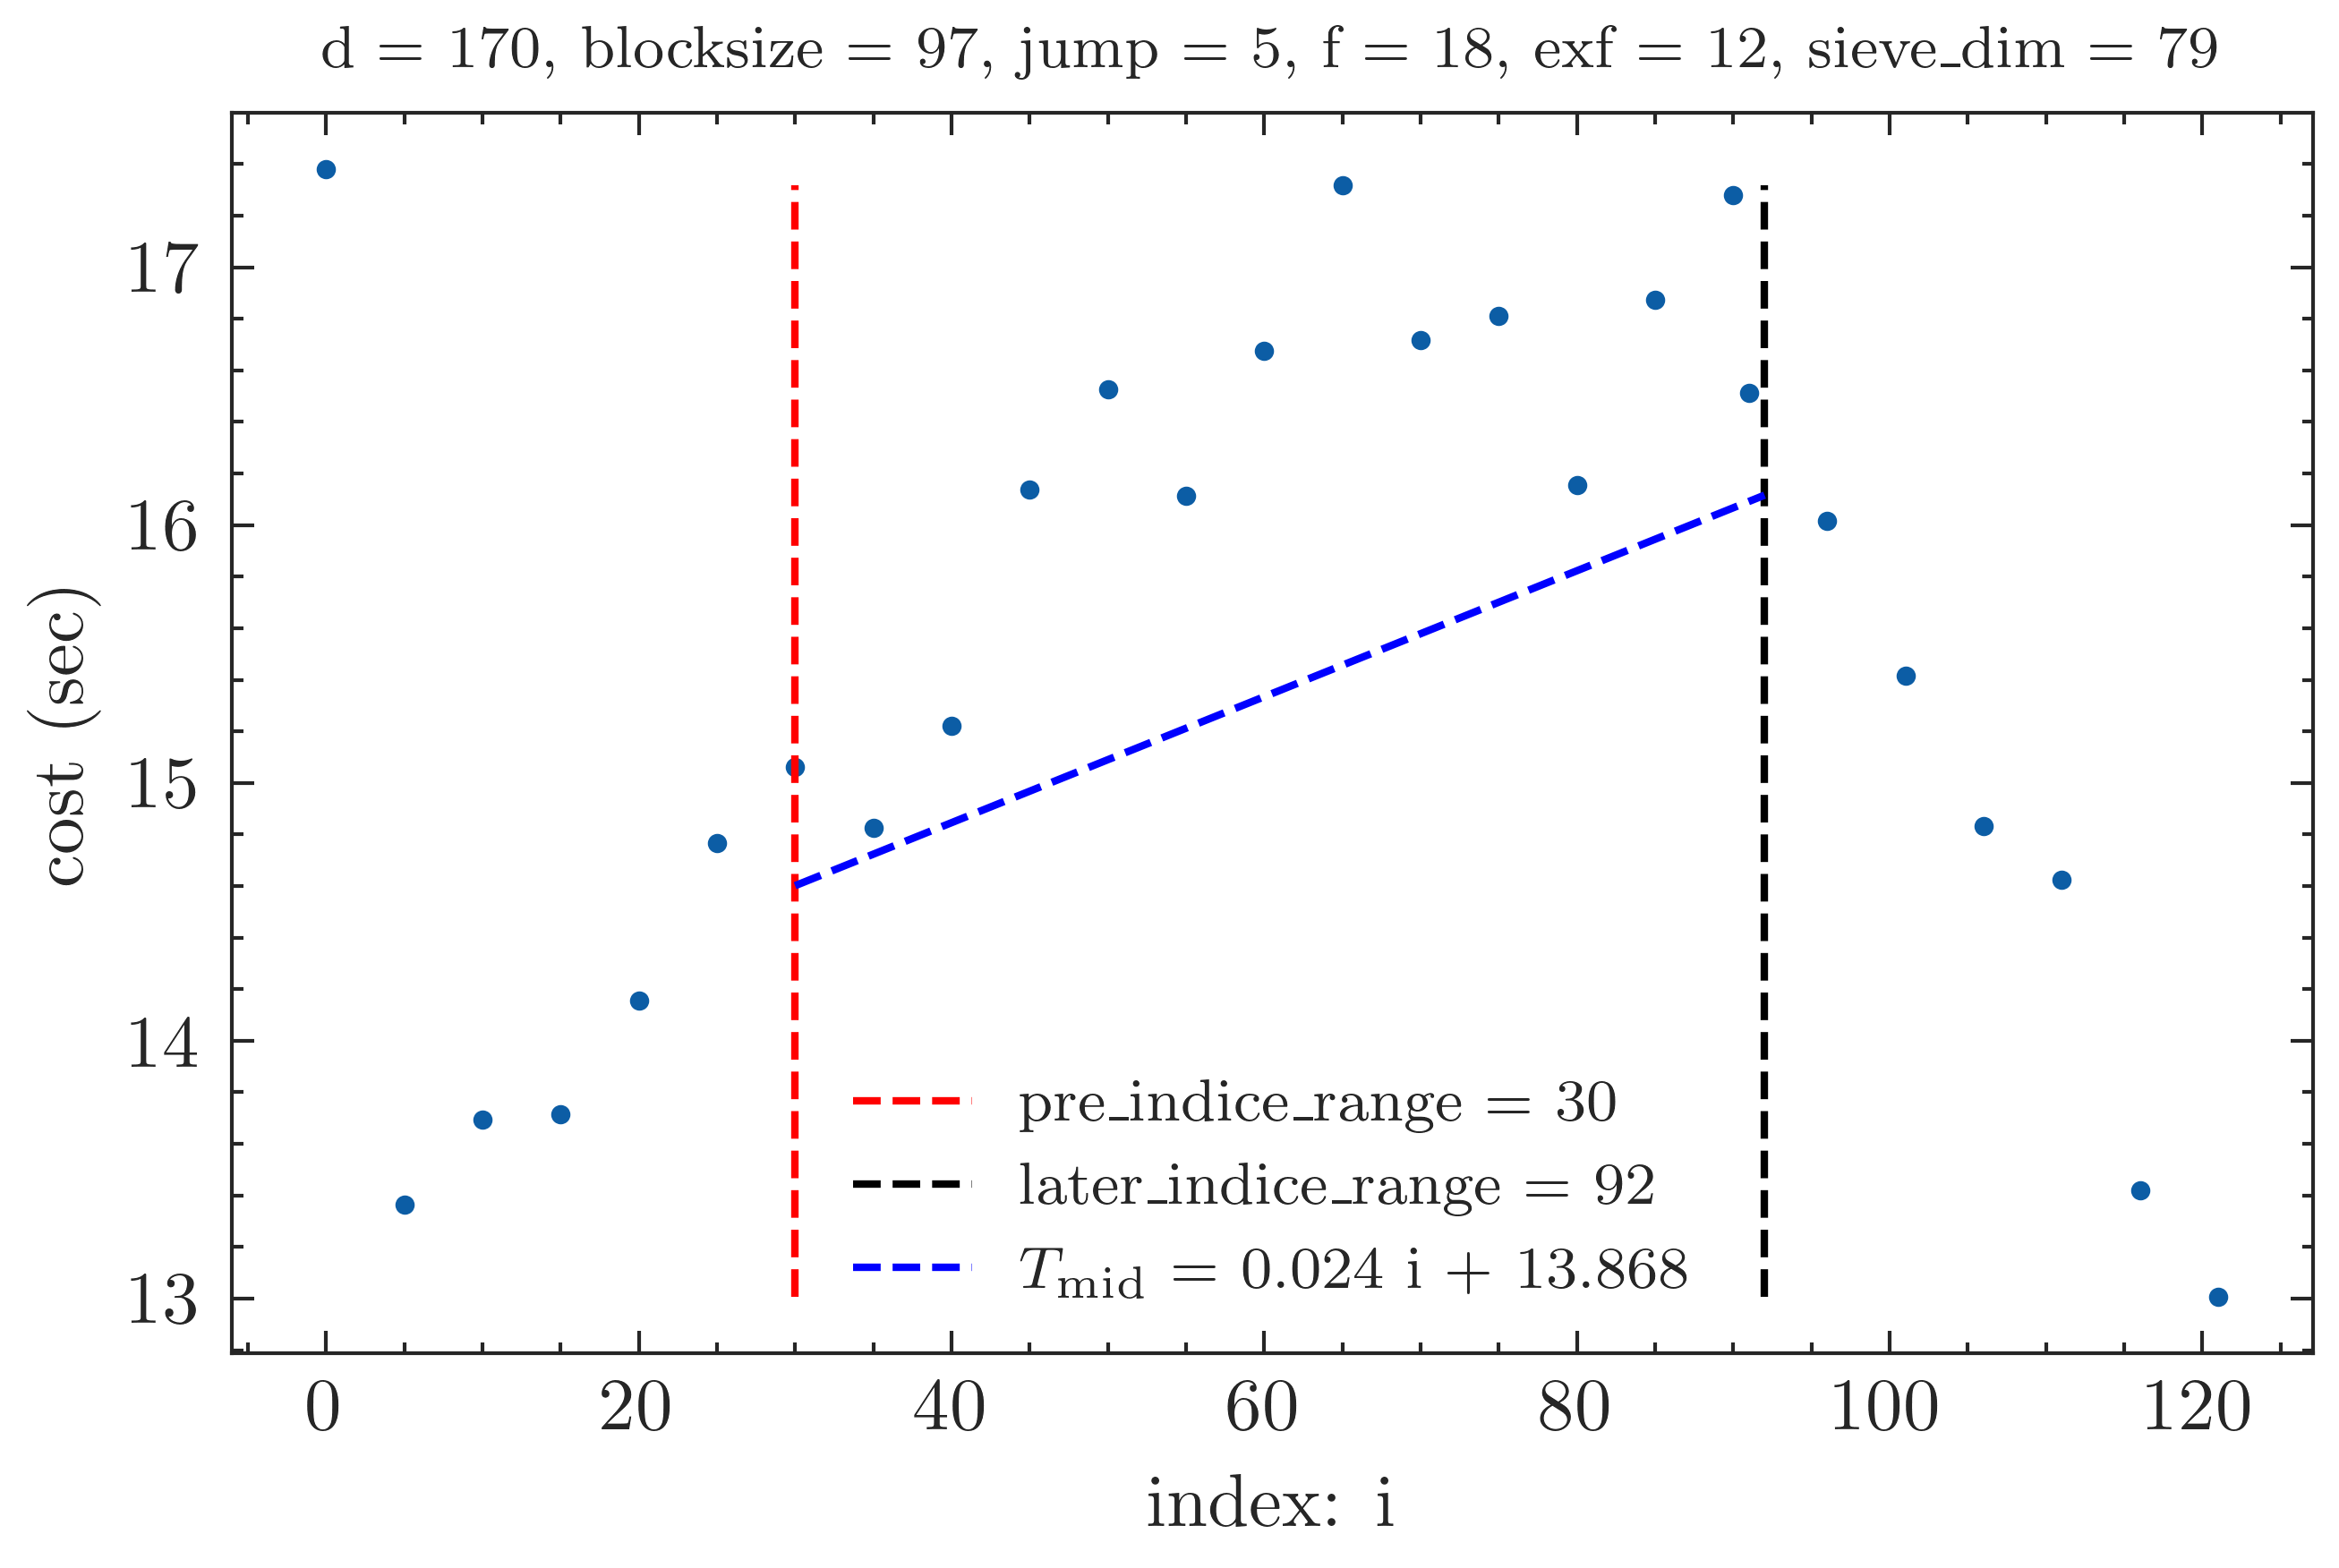 d = 170, blocksize = 97, jump = 5, f = 18, exf = 12, sieve_dim = 79
17
16
15
14
13
cost (sec)
pre_indice_range = 30
later_indice_range = 92
T_mid = 0.024 i + 13.868
0 20 40 60 80 100 120
index: i